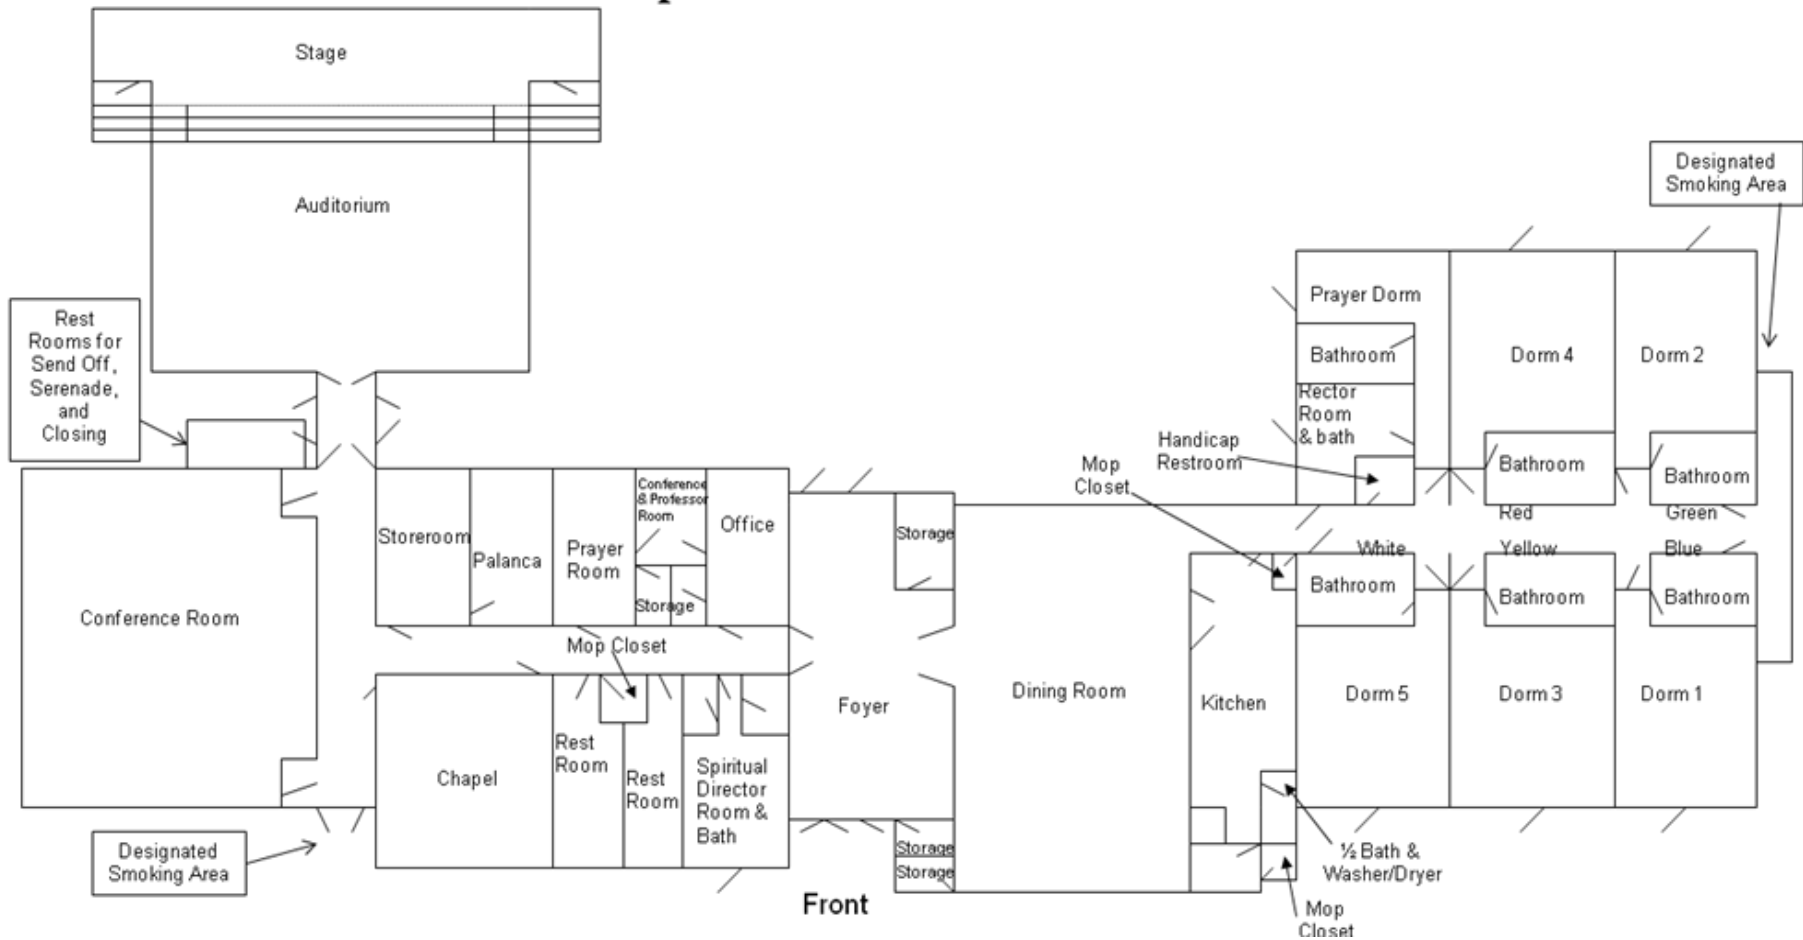 Stage
Auditorium
Designated
Smoking Area
Rest
Rooms for
Send Off,
Serenade,
and
Closing
Prayer Dorm
Bathroom
Rector
Room
& bath
Dorm 4
Dorm 2
Handicap
Restroom
Mop
Closet
Bathroom
Bathroom
Conference
& Professor
Room
Storeroom
Palanca
Prayer
Room
Office
Storage
Storage
Red
Green
White
Yellow
Blue
Bathroom
Bathroom
Bathroom
Conference Room
Mop Closet
Foyer
Dining Room
Kitchen
Dorm 5
Dorm 3
Dorm 1
Chapel
Rest
Room
Rest
Room
Spiritual
Director
Room &
Bath
Designated
Smoking Area
Storage
Storage
½ Bath &
Washer/Dryer
Front
Mop
Closet